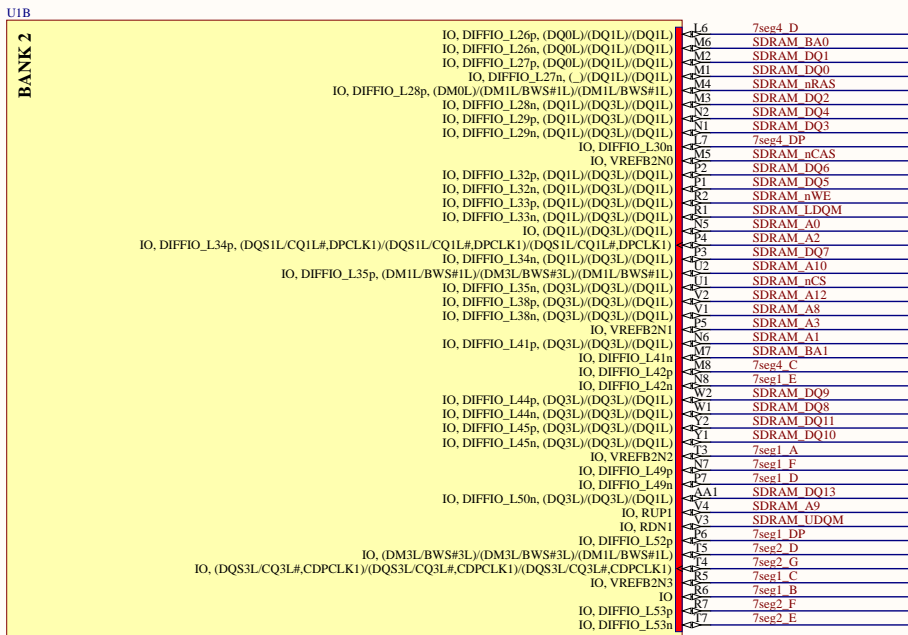 U1B
BANK 2
IO, DIFFIO_L26p, (DQ0L)/(DQ1L)/(DQ1L) L6 7seg4_D
IO, DIFFIO_L26n, (DQ0L)/(DQ1L)/(DQ1L) M6 SDRAM_BA0
IO, DIFFIO_L27p, (DQ0L)/(DQ1L)/(DQ1L) M2 SDRAM_DQ1
IO, DIFFIO_L27n, (_)/(DQ1L)/(DQ1L) M1 SDRAM_DQ0
IO, DIFFIO_L28p, (DM0L)/(DM1L/BWS#1L)/(DM1L/BWS#1L) M4 SDRAM_nRAS
IO, DIFFIO_L28n, (DQ1L)/(DQ3L)/(DQ1L) M3 SDRAM_DQ2
IO, DIFFIO_L29p, (DQ1L)/(DQ3L)/(DQ1L) N2 SDRAM_DQ4
IO, DIFFIO_L29n, (DQ1L)/(DQ3L)/(DQ1L) N1 SDRAM_DQ3
IO, DIFFIO_L30n L7 7seg4_DP
IO, VREFB2N0 M5 SDRAM_nCAS
IO, DIFFIO_L32p, (DQ1L)/(DQ3L)/(DQ1L) P2 SDRAM_DQ6
IO, DIFFIO_L32n, (DQ1L)/(DQ3L)/(DQ1L) P1 SDRAM_DQ5
IO, DIFFIO_L33p, (DQ1L)/(DQ3L)/(DQ1L) R2 SDRAM_nWE
IO, DIFFIO_L33n, (DQ1L)/(DQ3L)/(DQ1L) R1 SDRAM_LDQM
IO, (DQ1L)/(DQ3L)/(DQ1L) N5 SDRAM_A0
IO, DIFFIO_L34p, (DQS1L/CQ1L#,DPCLK1)/(DQS1L/CQ1L#,DPCLK1)/(DQS1L/CQ1L#,DPCLK1) P4 SDRAM_A2
IO, DIFFIO_L34n, (DQ1L)/(DQ3L)/(DQ1L) P3 SDRAM_DQ7
IO, DIFFIO_L35p, (DM1L/BWS#1L)/(DM3L/BWS#3L)/(DM1L/BWS#1L) U2 SDRAM_A10
IO, DIFFIO_L35n, (DQ3L)/(DQ3L)/(DQ1L) U1 SDRAM_nCS
IO, DIFFIO_L38p, (DQ3L)/(DQ3L)/(DQ1L) V2 SDRAM_A12
IO, DIFFIO_L38n, (DQ3L)/(DQ3L)/(DQ1L) V1 SDRAM_A8
IO, VREFB2N1 P5 SDRAM_A3
IO, DIFFIO_L41p, (DQ3L)/(DQ3L)/(DQ1L) N6 SDRAM_A1
IO, DIFFIO_L41n M7 SDRAM_BA1
IO, DIFFIO_L42p M8 7seg4_C
IO, DIFFIO_L42n N8 7seg1_E
IO, DIFFIO_L44p, (DQ3L)/(DQ3L)/(DQ1L) W2 SDRAM_DQ9
IO, DIFFIO_L44n, (DQ3L)/(DQ3L)/(DQ1L) W1 SDRAM_DQ8
IO, DIFFIO_L45p, (DQ3L)/(DQ3L)/(DQ1L) Y2 SDRAM_DQ11
IO, DIFFIO_L45n, (DQ3L)/(DQ3L)/(DQ1L) Y1 SDRAM_DQ10
IO, VREFB2N2 T3 7seg1_A
IO, DIFFIO_L49p N7 7seg1_F
IO, DIFFIO_L49n P7 7seg1_D
IO, DIFFIO_L50n, (DQ3L)/(DQ3L)/(DQ1L) AA1 SDRAM_DQ13
IO, RUP1 V4 SDRAM_A9
IO, RDN1 V3 SDRAM_UDQM
IO, DIFFIO_L52p P6 7seg1_DP
IO, (DM3L/BWS#3L)/(DM3L/BWS#3L)/(DM1L/BWS#1L) T5 7seg2_D
IO, (DQS3L/CQ3L#,CDPCLK1)/(DQS3L/CQ3L#,CDPCLK1)/(DQS3L/CQ3L#,CDPCLK1) T4 7seg2_G
IO, VREFB2N3 R5 7seg1_C
IO R6 7seg1_B
IO, DIFFIO_L53p R7 7seg2_F
IO, DIFFIO_L53n T7 7seg2_E